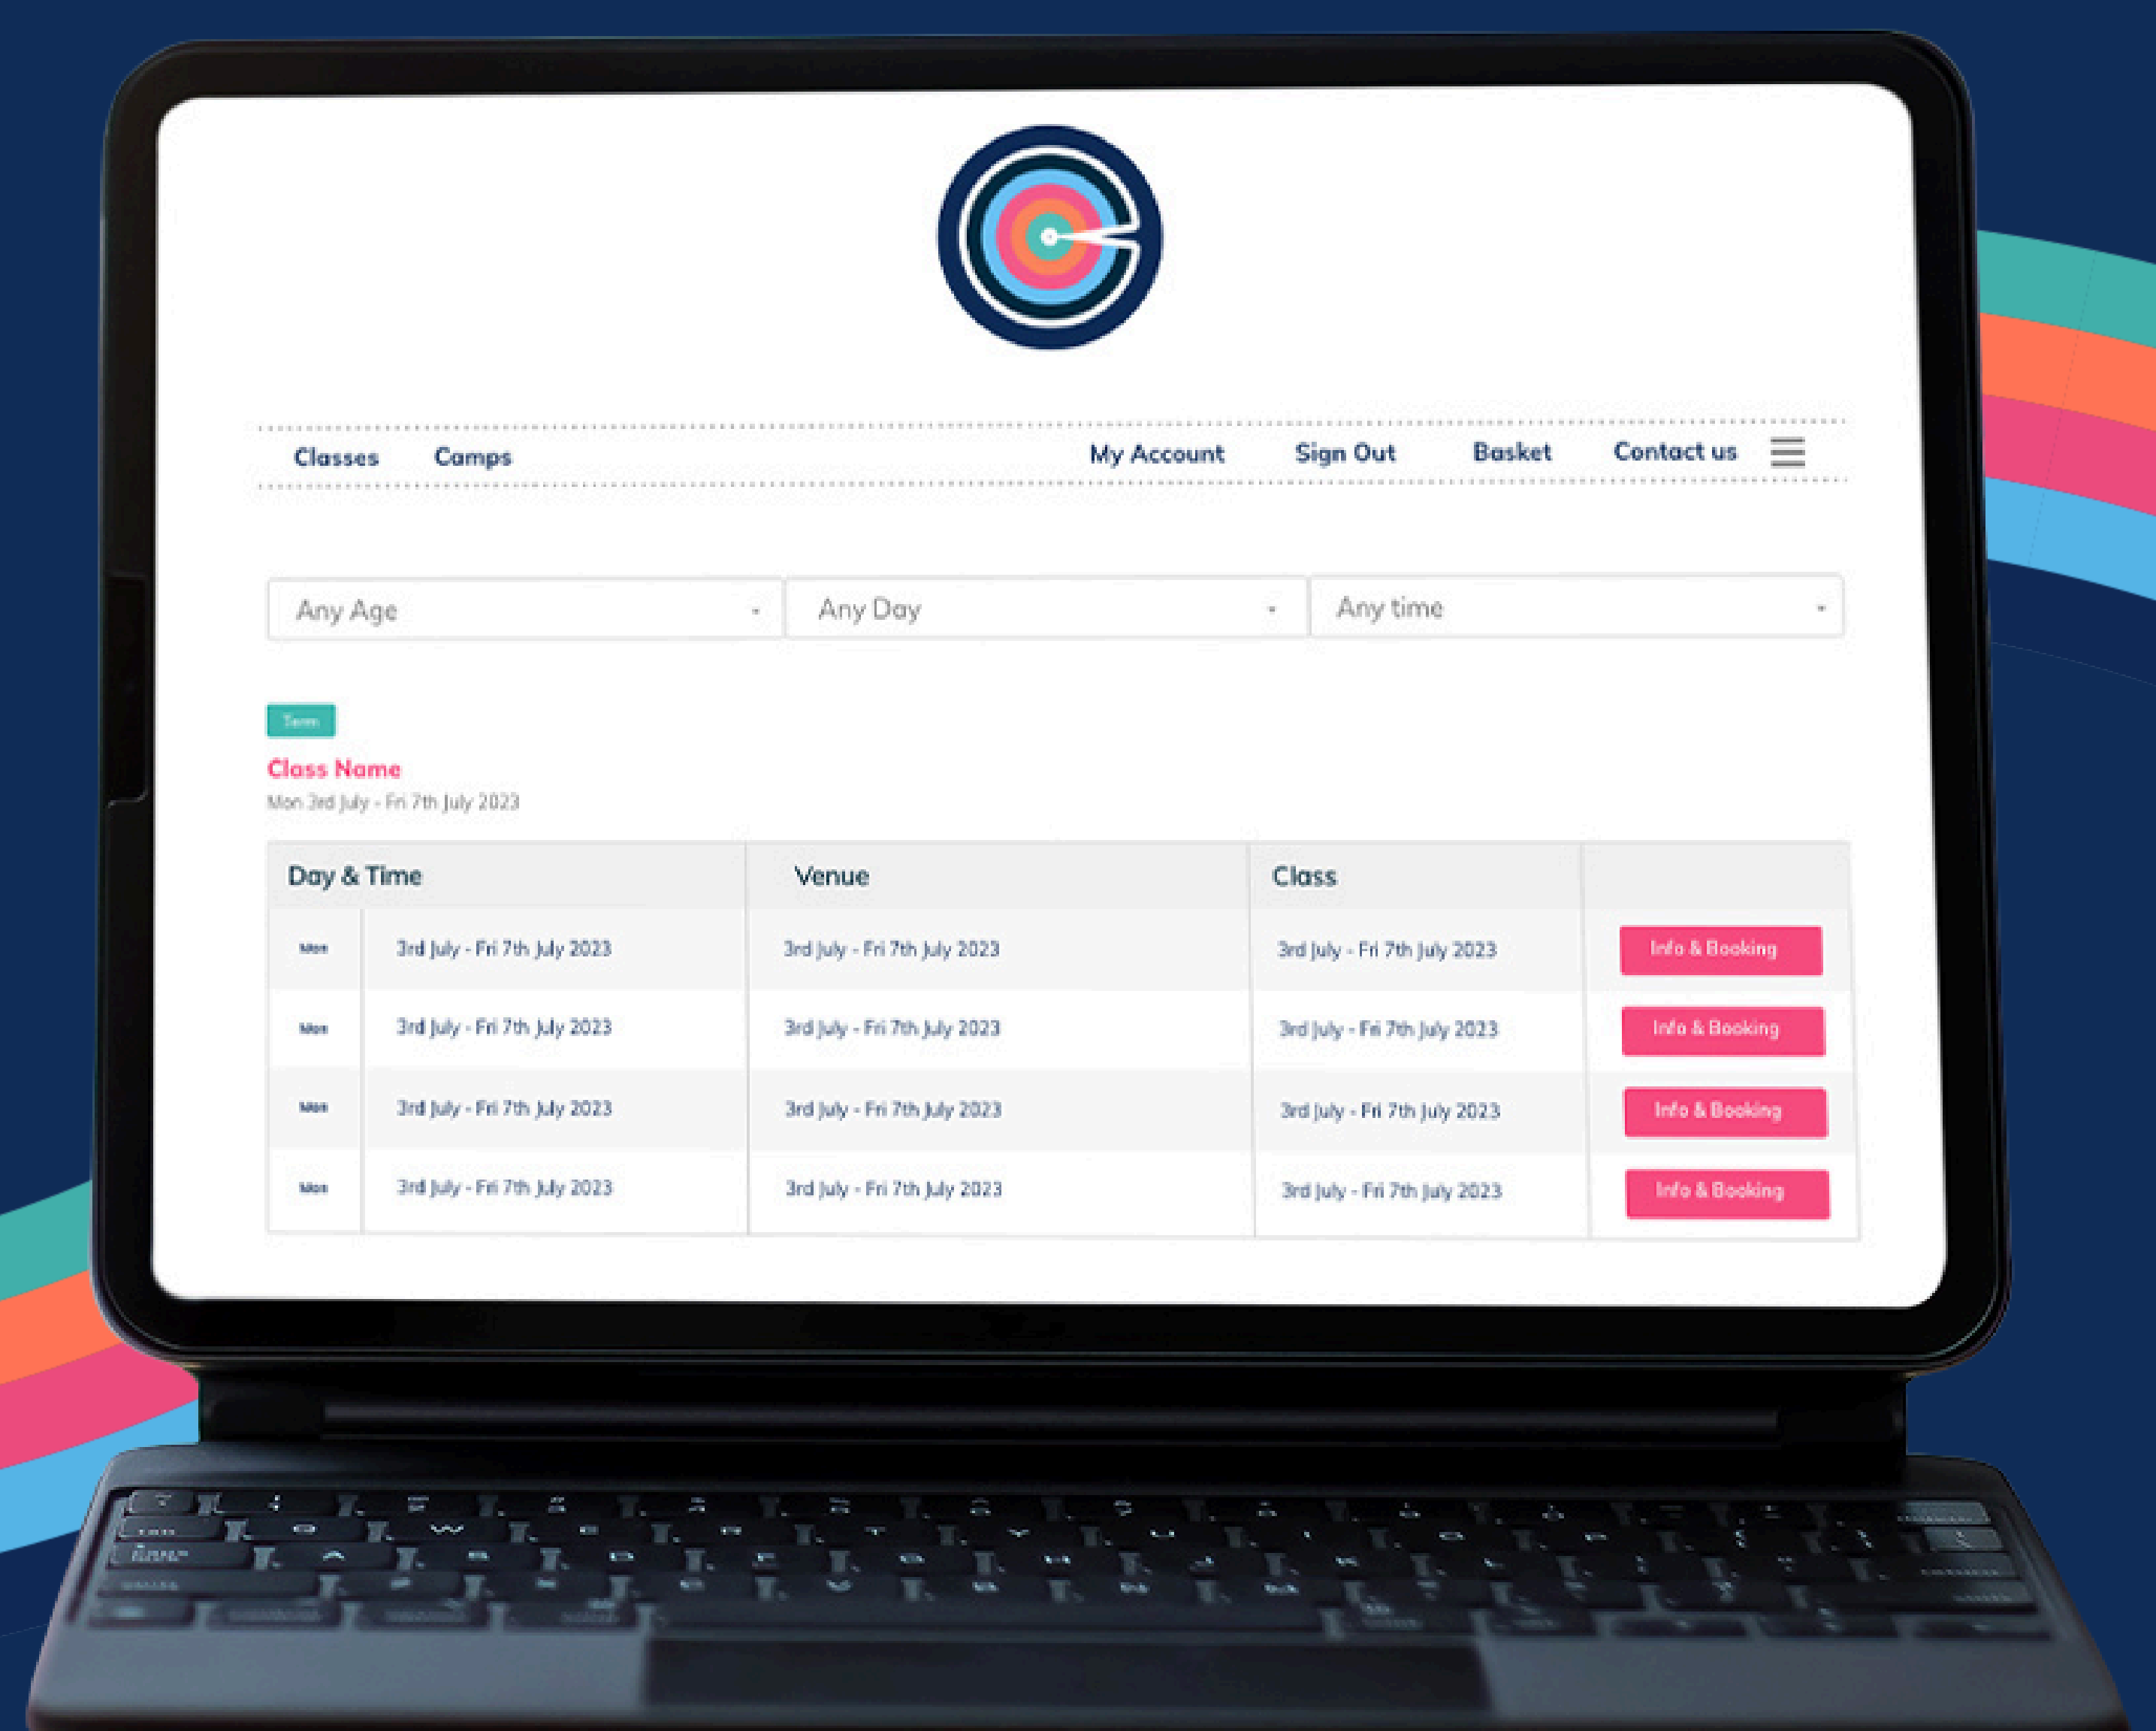 Classes Camps My Account Sign Out Basket Contact us
Any Age Any Day Any time
Term
Class Name
Mon 3rd July - Fri 7th July 2023
Day & Time Venue Class
Mon 3rd July - Fri 7th July 2023 3rd July - Fri 7th July 2023 3rd July - Fri 7th July 2023 Info & Booking
Mon 3rd July - Fri 7th July 2023 3rd July - Fri 7th July 2023 3rd July - Fri 7th July 2023 Info & Booking
Mon 3rd July - Fri 7th July 2023 3rd July - Fri 7th July 2023 3rd July - Fri 7th July 2023 Info & Booking
Mon 3rd July - Fri 7th July 2023 3rd July - Fri 7th July 2023 3rd July - Fri 7th July 2023 Info & Booking